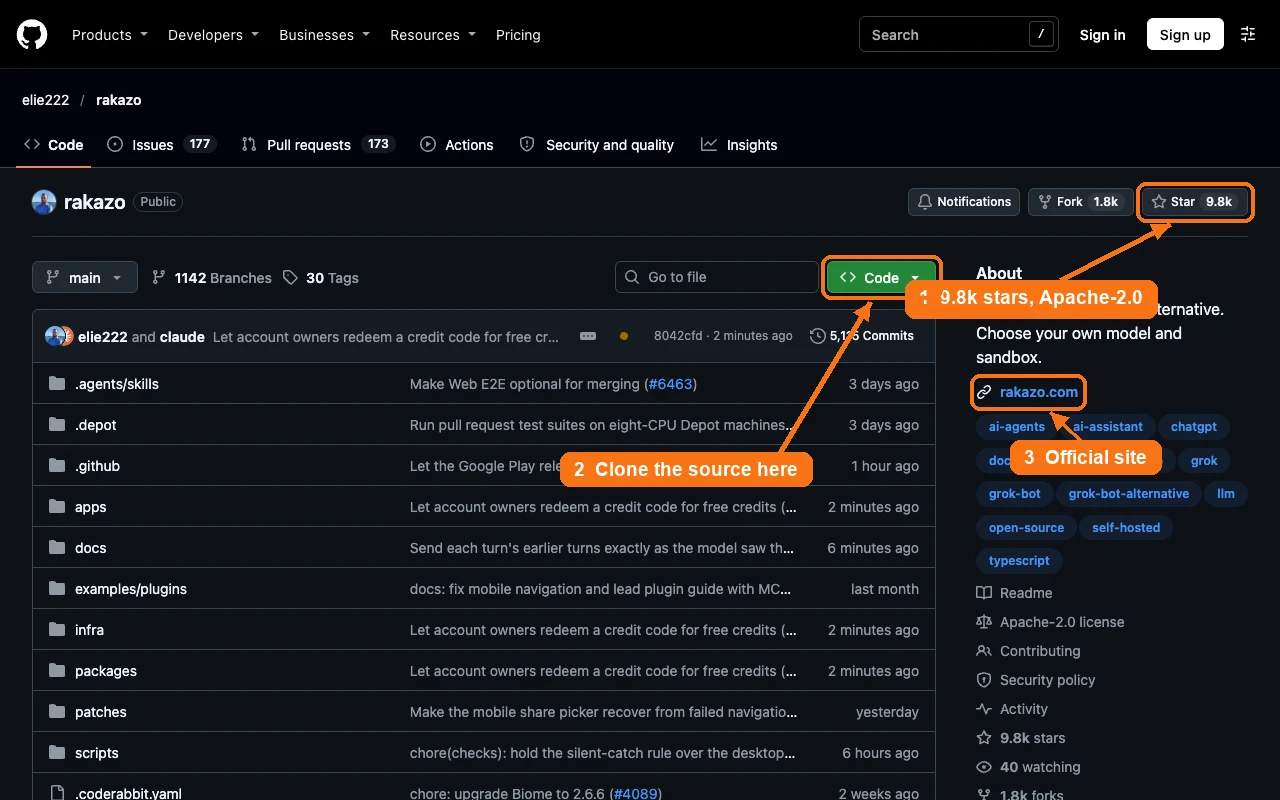 Products Developers Businesses Resources Pricing Search / Sign in Sign up
elie222 / rakazo
Code Issues 177 Pull requests 173 Actions Security and quality Insights
rakazo Public Notifications Fork 1.8k Star 9.8k
main 1142 Branches 30 Tags Go to file Code
About
1 9.8k stars, Apache-2.0
ternative.
Choose your own model and
sandbox.
rakazo.com
ai-agents ai-assistant chatgpt
3 Official site
grok
grok-bot grok-bot-alternative llm
open-source self-hosted
typescript
Readme
Apache-2.0 license
Contributing
Security policy
Activity
9.8k stars
40 watching
1.8k forks
elie222 and claude Let account owners redeem a credit code for free cr... 8042cfd · 2 minutes ago Commits
.agents/skills Make Web E2E optional for merging (#6463) 3 days ago
.depot Run pull request test suites on eight-CPU Depot machines... 3 days ago
.github Let the Google Play 1 hour ago
2 Clone the source here
apps Let account owners redeem a credit code for free credits (... 2 minutes ago
docs Send each turn's earlier turns exactly as the model saw th... 6 minutes ago
examples/plugins docs: fix mobile navigation and lead plugin guide with MC... last month
infra Let account owners redeem a credit code for free credits (... 2 minutes ago
packages Let account owners redeem a credit code for free credits (... 2 minutes ago
patches Make the mobile share picker recover from failed navigatio... yesterday
scripts chore(checks): hold the silent-catch rule over the desktop... 6 hours ago
.coderabbit.yaml chore: upgrade Biome to 2.6.6 (#4089) 2 weeks ago